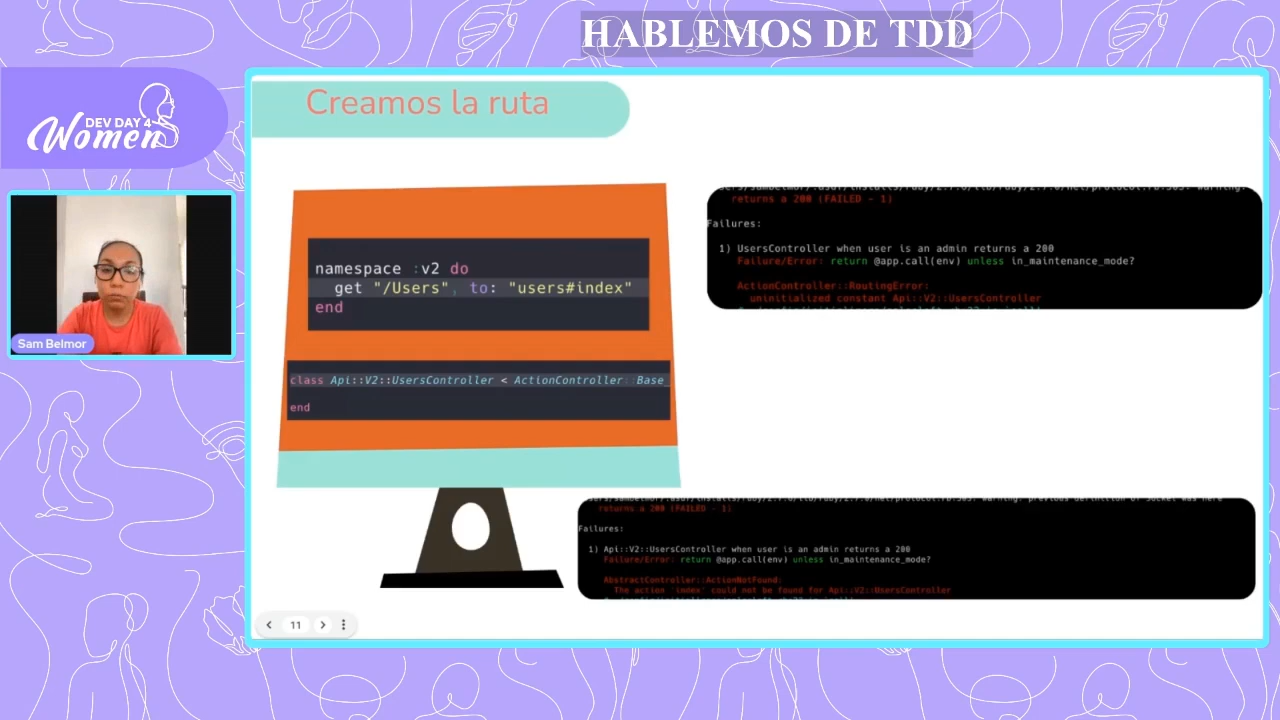 HABLEMOS DE TDD
DEV DAY 4
Women
Sam Belmor
Creamos la ruta
namespace :v2 do
get "/Users", to: "users#index"
end
class Api::V2::UsersController < ActionController::Base_
end
returns a 200 (FAILED - 1)
Failures:
1) UsersController when user is an admin returns a 200
Failure/Error: return @app.call(env) unless in_maintenance_mode?
ActionController::RoutingError:
uninitialized constant Api::V2::UsersController
returns a 200 (FAILED - 1)
Failures:
1) Api::V2::UsersController when user is an admin returns a 200
Failure/Error: return @app.call(env) unless in_maintenance_mode?
AbstractController::ActionNotFound:
The action 'index' could not be found for Api::V2::UsersController
11